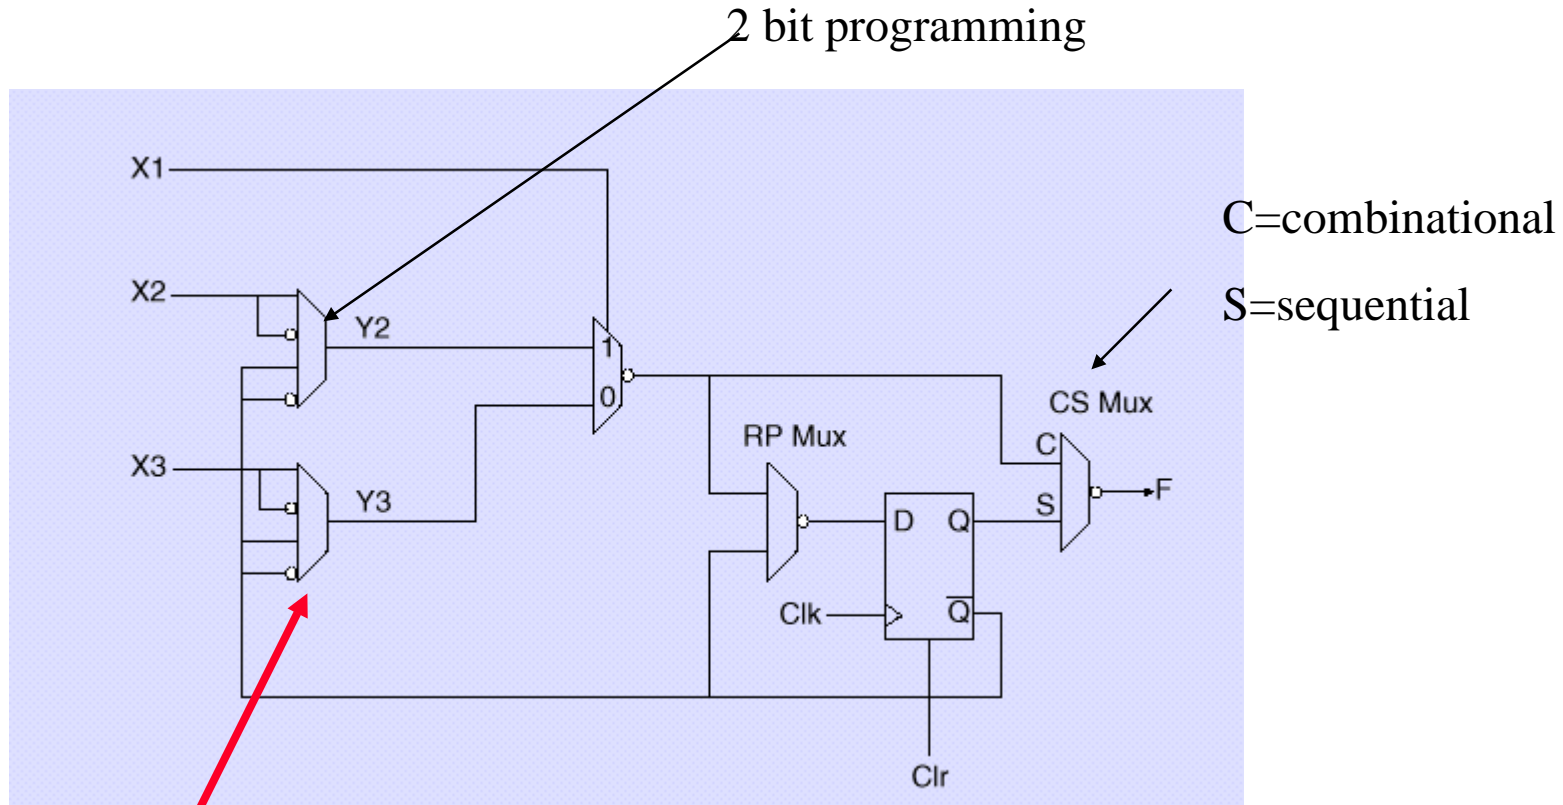 2 bit programming
X1
C=combinational
X2
S=sequential
Y2
1
0
CS Mux
RP Mux
C
X3
Y3
F
S
D Q
Clk
Q̅
Clr